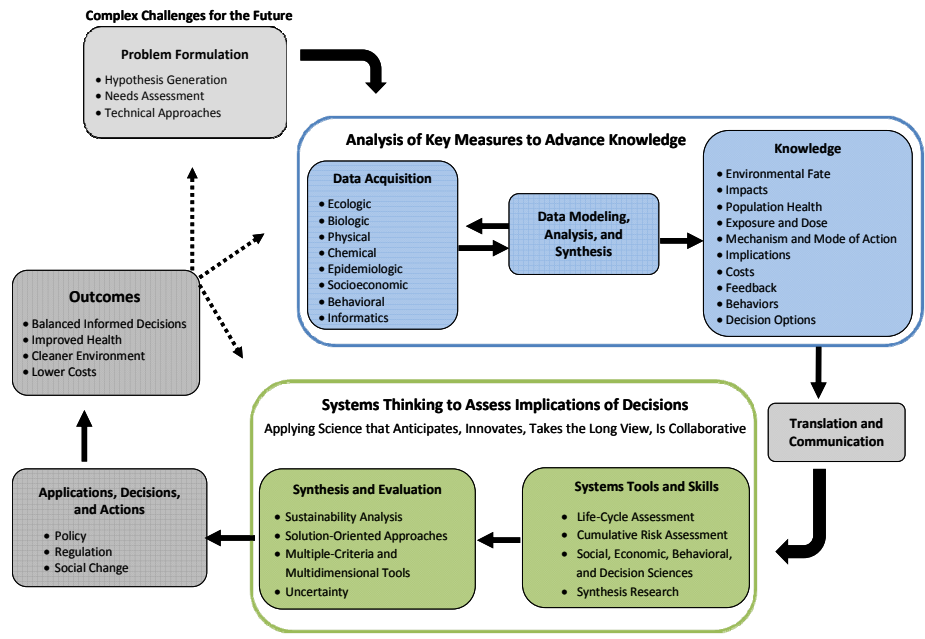 Complex Challenges for the Future
Problem Formulation
• Hypothesis Generation
• Needs Assessment
• Technical Approaches
Analysis of Key Measures to Advance Knowledge
Data Acquisition
• Ecologic
• Biologic
• Physical
• Chemical
• Epidemiologic
• Socioeconomic
• Behavioral
• Informatics
Data Modeling,
Analysis, and
Synthesis
Knowledge
• Environmental Fate
• Impacts
• Population Health
• Exposure and Dose
• Mechanism and Mode of Action
• Implications
• Costs
• Feedback
• Behaviors
• Decision Options
Translation and
Communication
Systems Thinking to Assess Implications of Decisions
Applying Science that Anticipates, Innovates, Takes the Long View, Is Collaborative
Systems Tools and Skills
• Life-Cycle Assessment
• Cumulative Risk Assessment
• Social, Economic, Behavioral,
and Decision Sciences
• Synthesis Research
Synthesis and Evaluation
• Sustainability Analysis
• Solution-Oriented Approaches
• Multiple-Criteria and
Multidimensional Tools
• Uncertainty
Applications, Decisions,
and Actions
• Policy
• Regulation
• Social Change
Outcomes
• Balanced Informed Decisions
• Improved Health
• Cleaner Environment
• Lower Costs